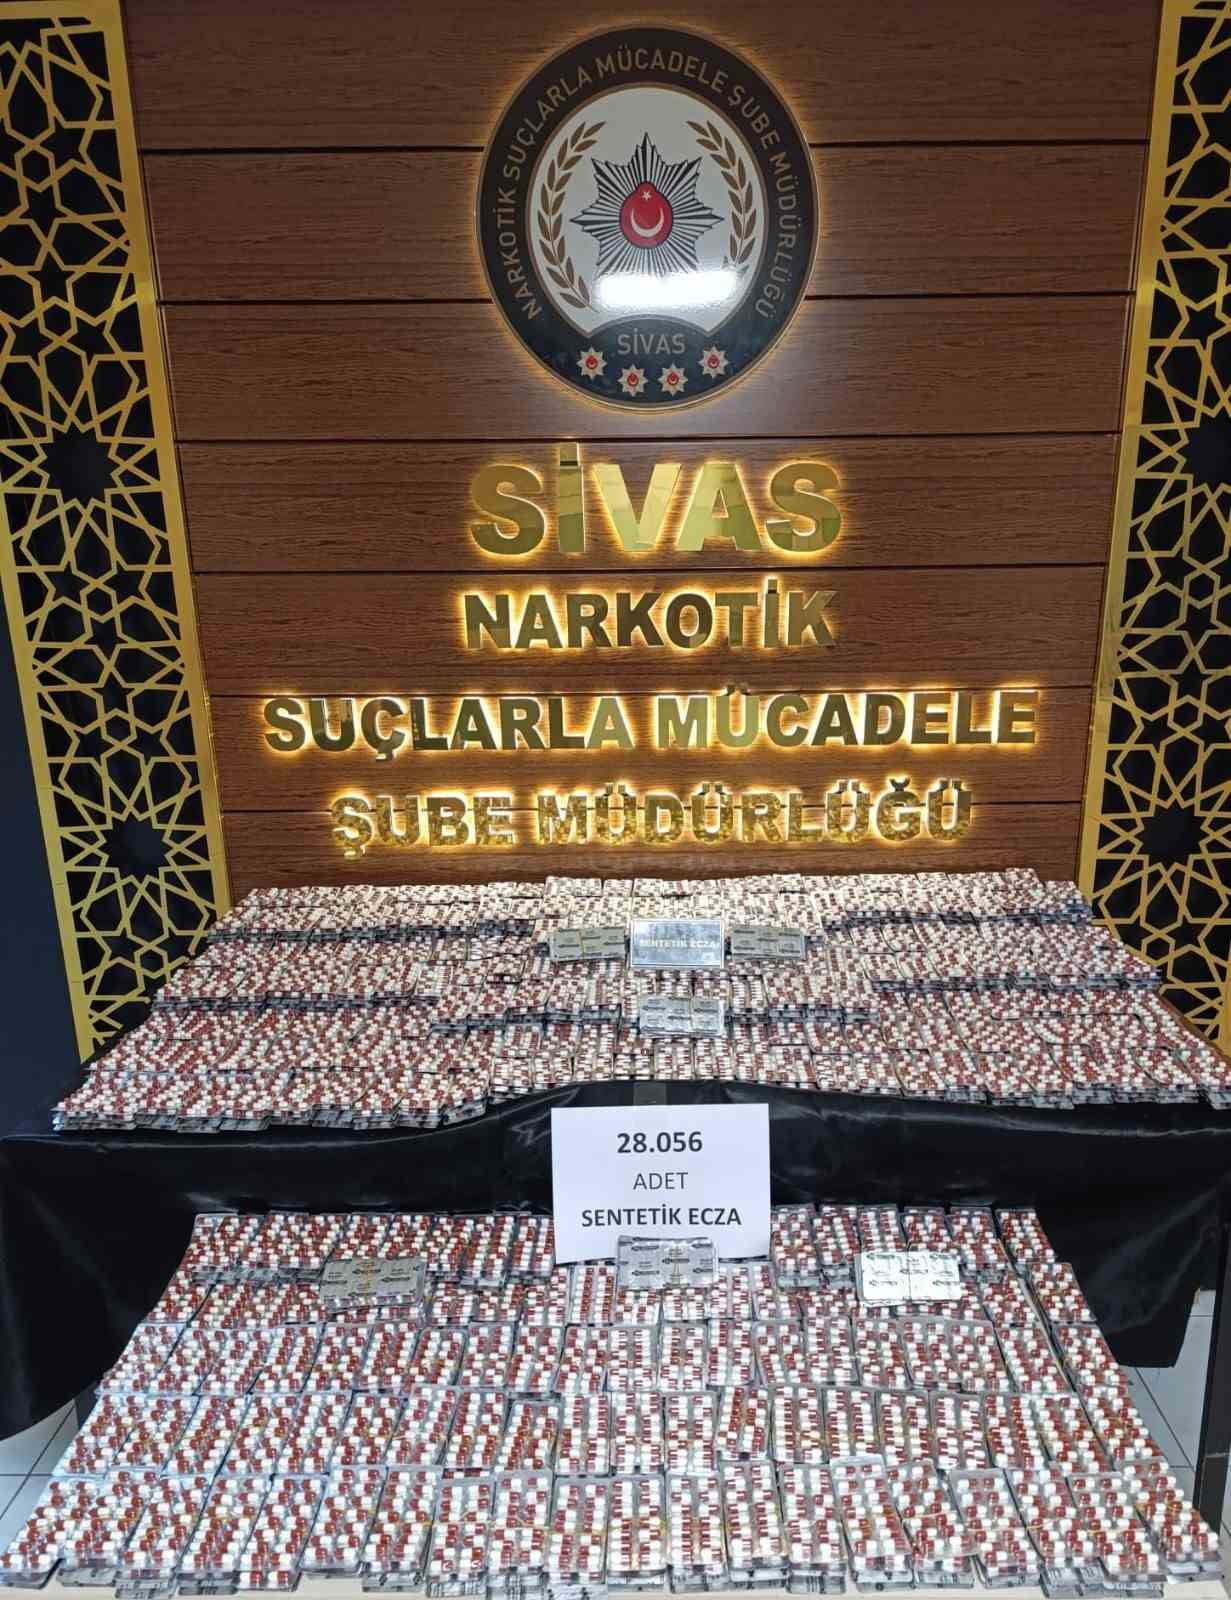 NARKOTİK SUÇLARLA MÜCADELE ŞUBE MÜDÜRLÜĞÜ
SİVAS
SİVAS
NARKOTİK
SUÇLARLA MÜCADELE
ŞUBE MÜDÜRLÜĞÜ
SENTETİK ECZA
28.056
ADET
SENTETİK ECZA